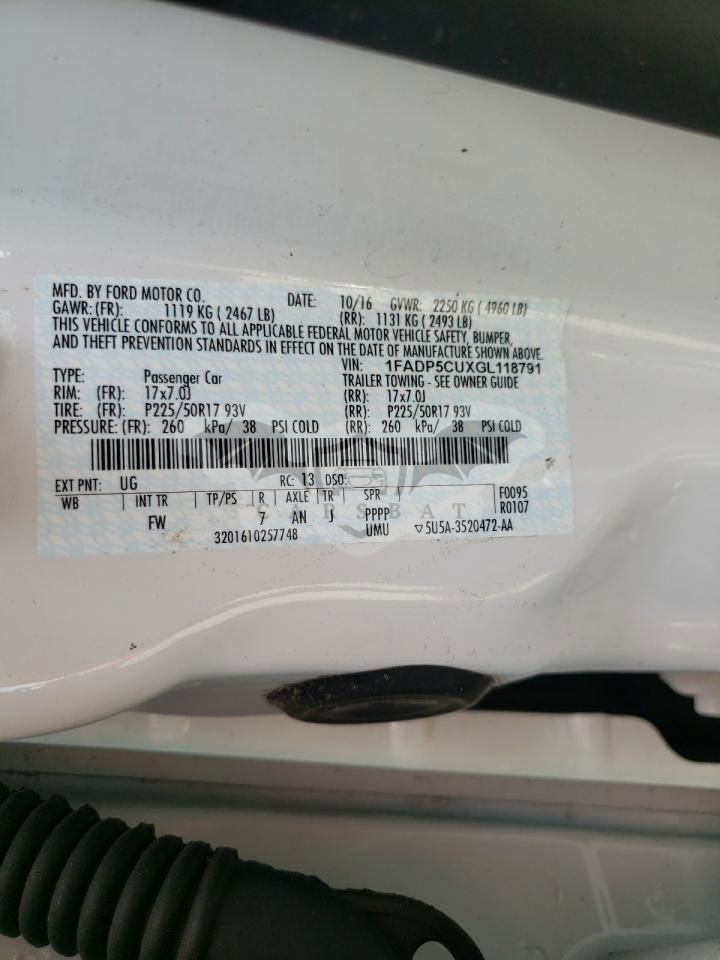 MFD. BY FORD MOTOR CO. DATE: 10/16 GVWR: 2250 KG ( 4960 LB)
GAWR: (FR): 1119 KG ( 2467 LB) (RR): 1131 KG ( 2493 LB)
THIS VEHICLE CONFORMS TO ALL APPLICABLE FEDERAL MOTOR VEHICLE SAFETY, BUMPER,
AND THEFT PREVENTION STANDARDS IN EFFECT ON THE DATE OF MANUFACTURE SHOWN ABOVE.
VIN: 1FADP5CUXGL118791
TYPE: Passenger Car TRAILER TOWING - SEE OWNER GUIDE
RIM: (FR): 17x7.0J (RR): 17x7.0J
TIRE: (FR): P225/50R17 93V (RR): P225/50R17 93V
PRESSURE: (FR): 260 kPa/ 38 PSI COLD (RR): 260 kPa/ 38 PSI COLD
EXT PNT: UG RC: 13 DSO:
WB INT TR TP/PS R AXLE TR SPR F0095
FW 7 AN J PPPP R0107
3201610257748 UMU ▽5U5A-3520472-AA
CARSBAT